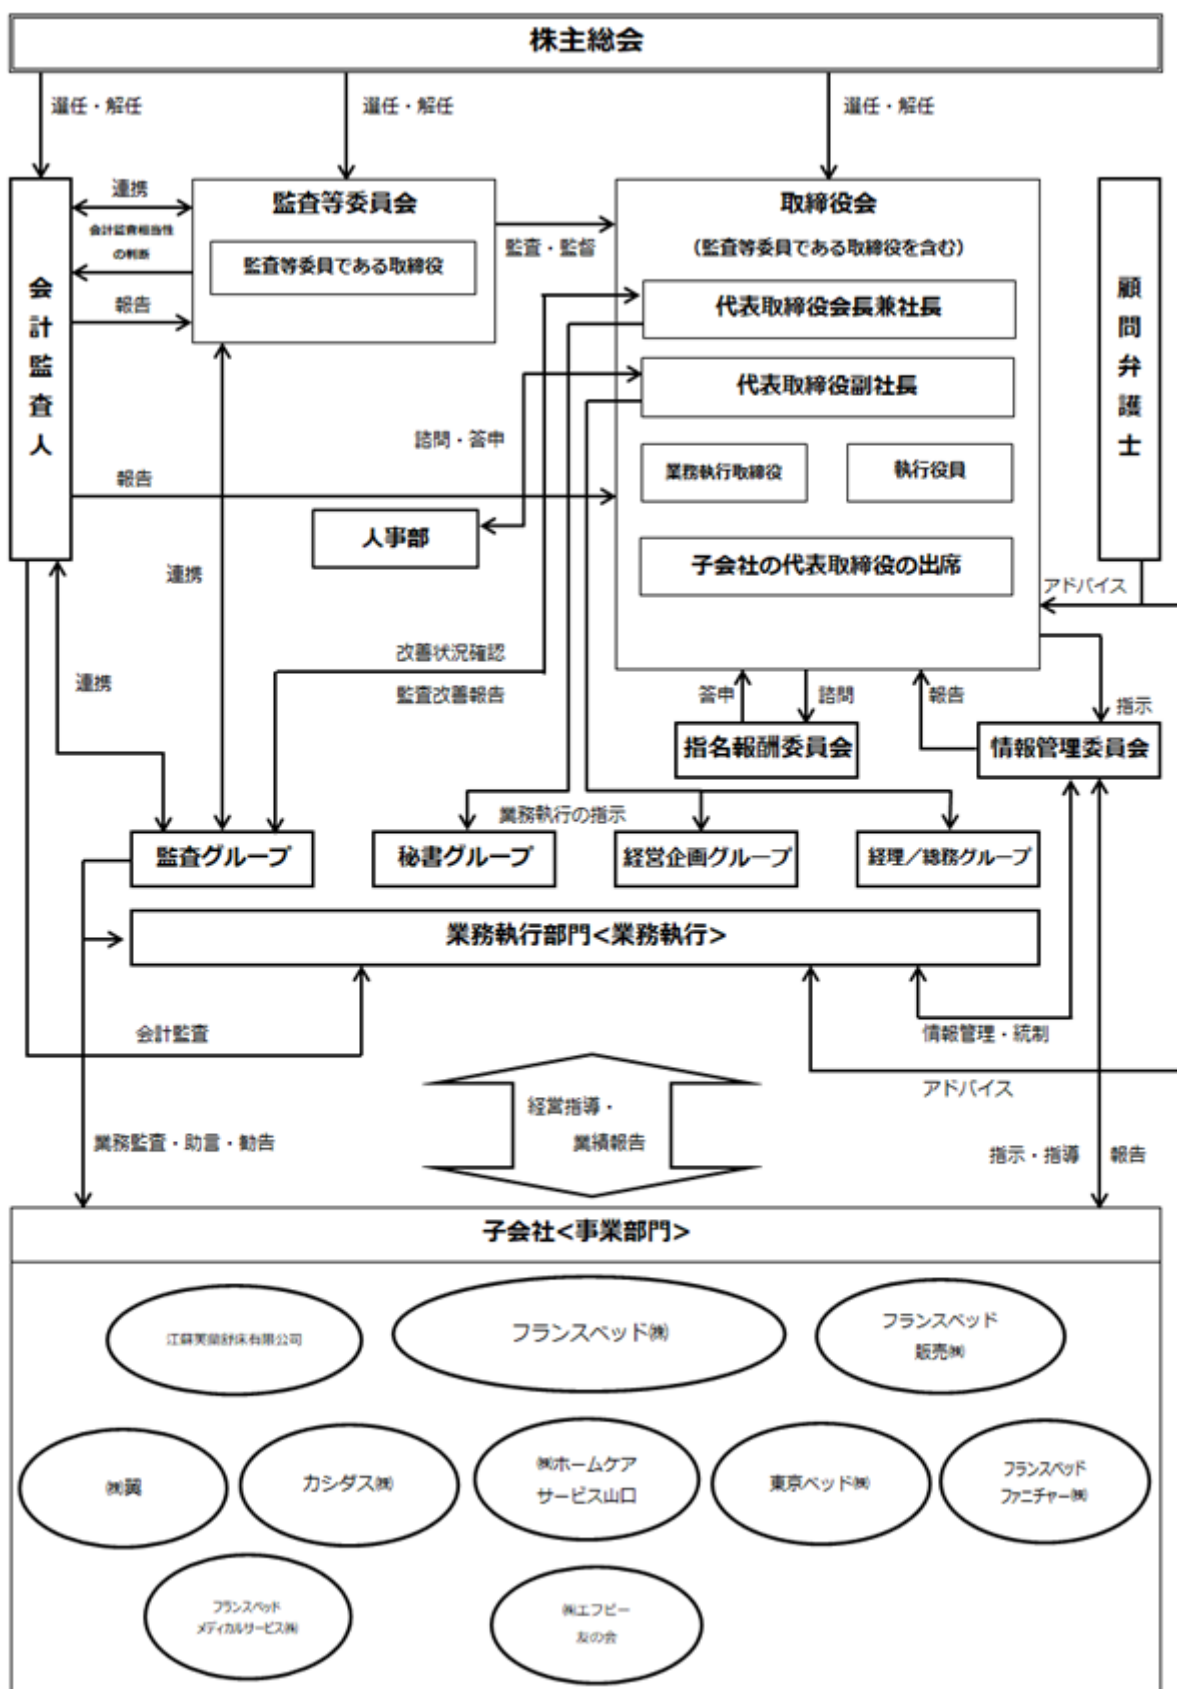 株主総会
選任・解任
選任・解任
選任・解任
会計監査人
連携
会計監査相当性
の判断
報告
監査等委員会
監査等委員である取締役
監査・監督
取締役会
(監査等委員である取締役を含む)
代表取締役会長兼社長
代表取締役副社長
業務執行取締役
執行役員
子会社の代表取締役の出席
顧問弁護士
諮問・答申
報告
人事部
連携
アドバイス
改善状況確認
監査改善報告
連携
答申
諮問
報告
指示
指名報酬委員会
情報管理委員会
業務執行の指示
監査グループ
秘書グループ
経営企画グループ
経理/総務グループ
業務執行部門<業務執行>
会計監査
情報管理・統制
アドバイス
経営指導・
業績報告
業務監査・助言・勧告
指示・指導
報告
子会社<事業部門>
フランスベッド㈱
フランスベッド
販売㈱
㈱翼
カシダス㈱
㈱ホームケア
サービス山口
東京ベッド㈱
フランスベッド
ファニチャー㈱
フランスベッド
メディカルサービス㈱
㈱エフビー
友の会